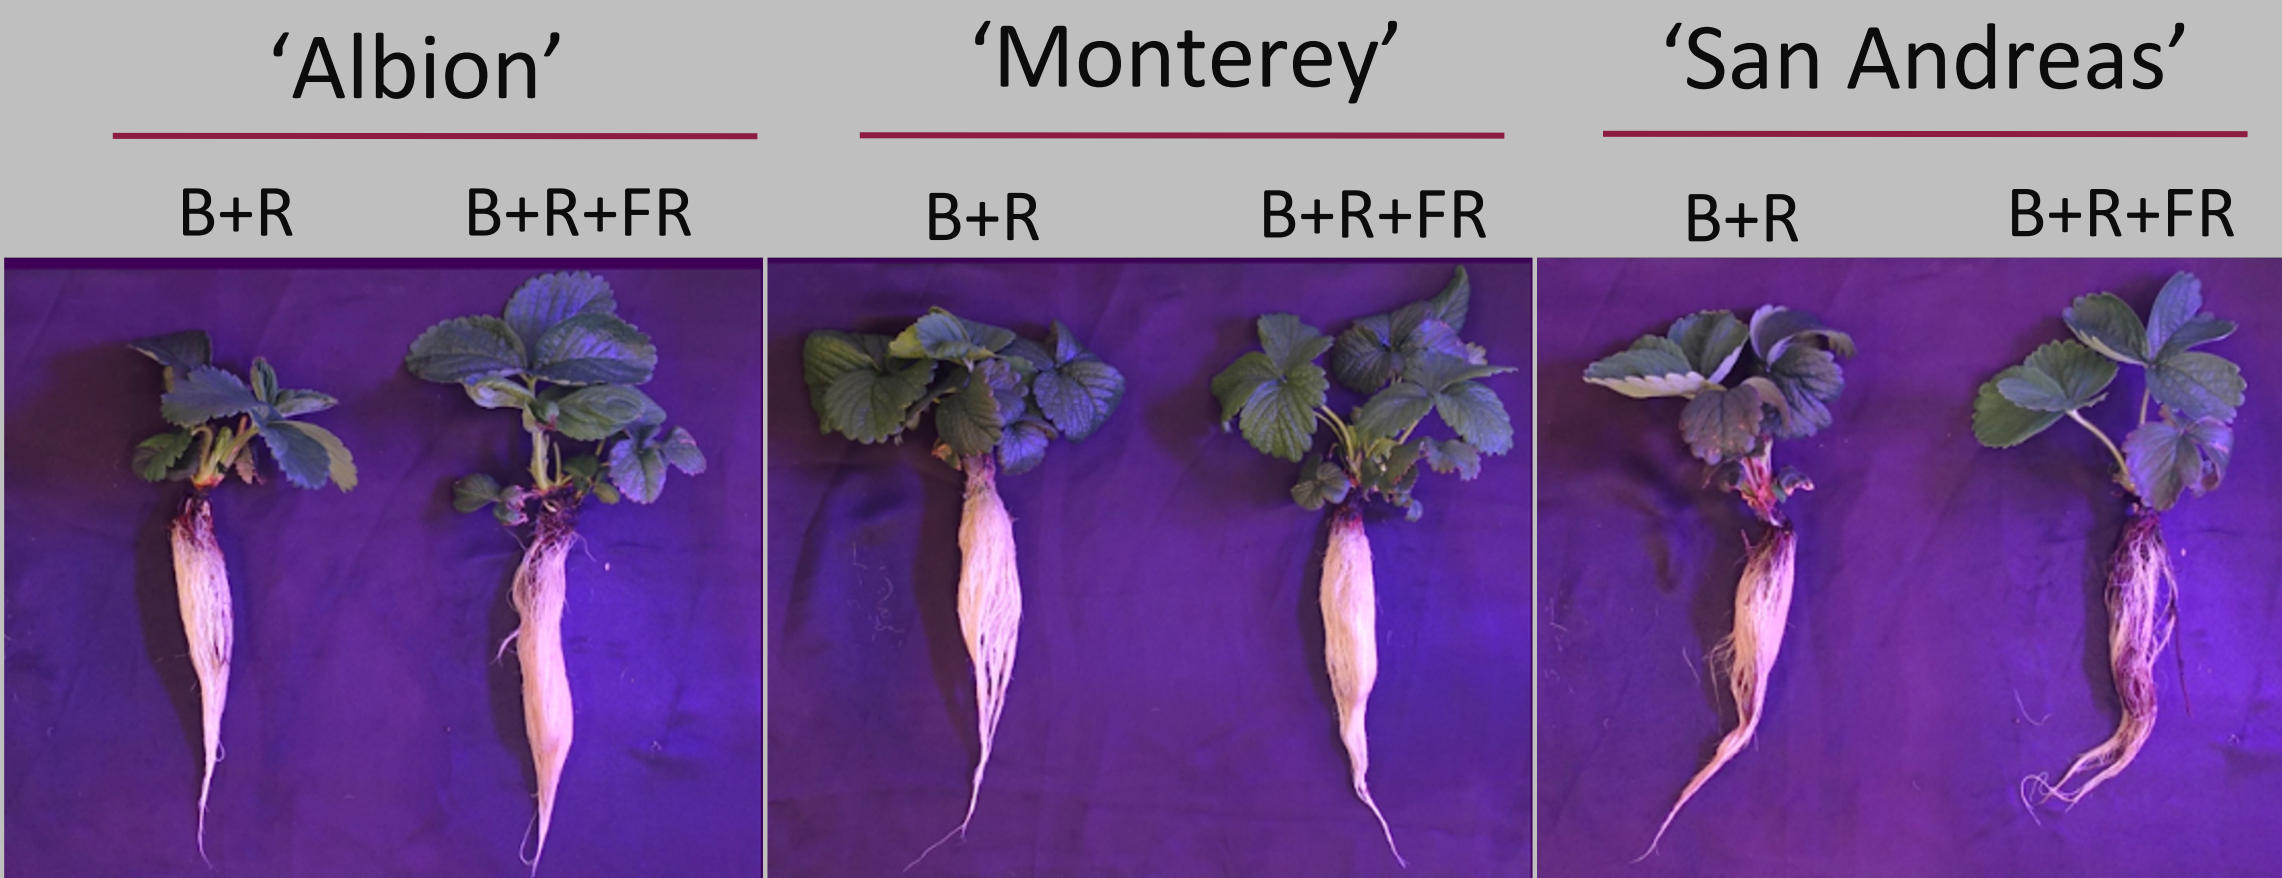 ‘Albion’ ‘Monterey’ ‘San Andreas’
B+R B+R+FR B+R B+R+FR B+R B+R+FR